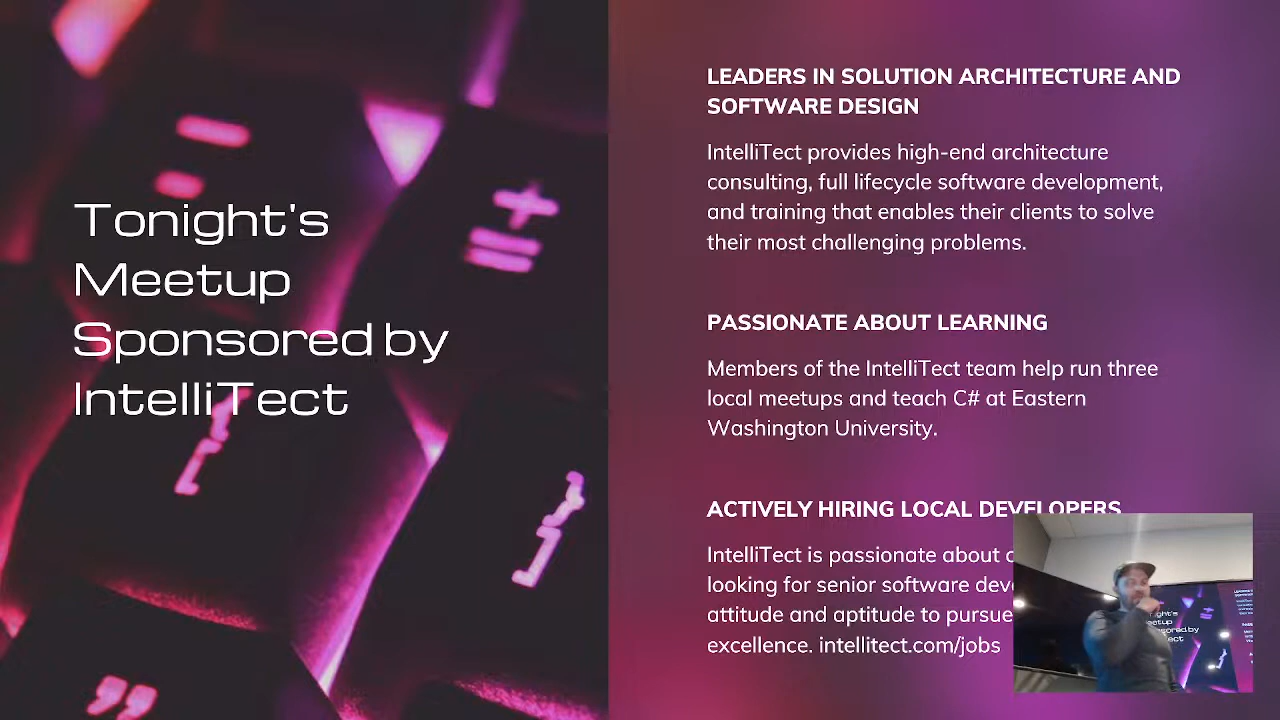 Tonight's
Meetup
Sponsored by
IntelliTect
LEADERS IN SOLUTION ARCHITECTURE AND
SOFTWARE DESIGN
IntelliTect provides high-end architecture
consulting, full lifecycle software development,
and training that enables their clients to solve
their most challenging problems.
PASSIONATE ABOUT LEARNING
Members of the IntelliTect team help run three
local meetups and teach C# at Eastern
Washington University.
ACTIVELY HIRING LOCAL DEVELOPERS
IntelliTect is passionate about
looking for senior software
attitude and aptitude to pursue
excellence. intellitect.com/jobs